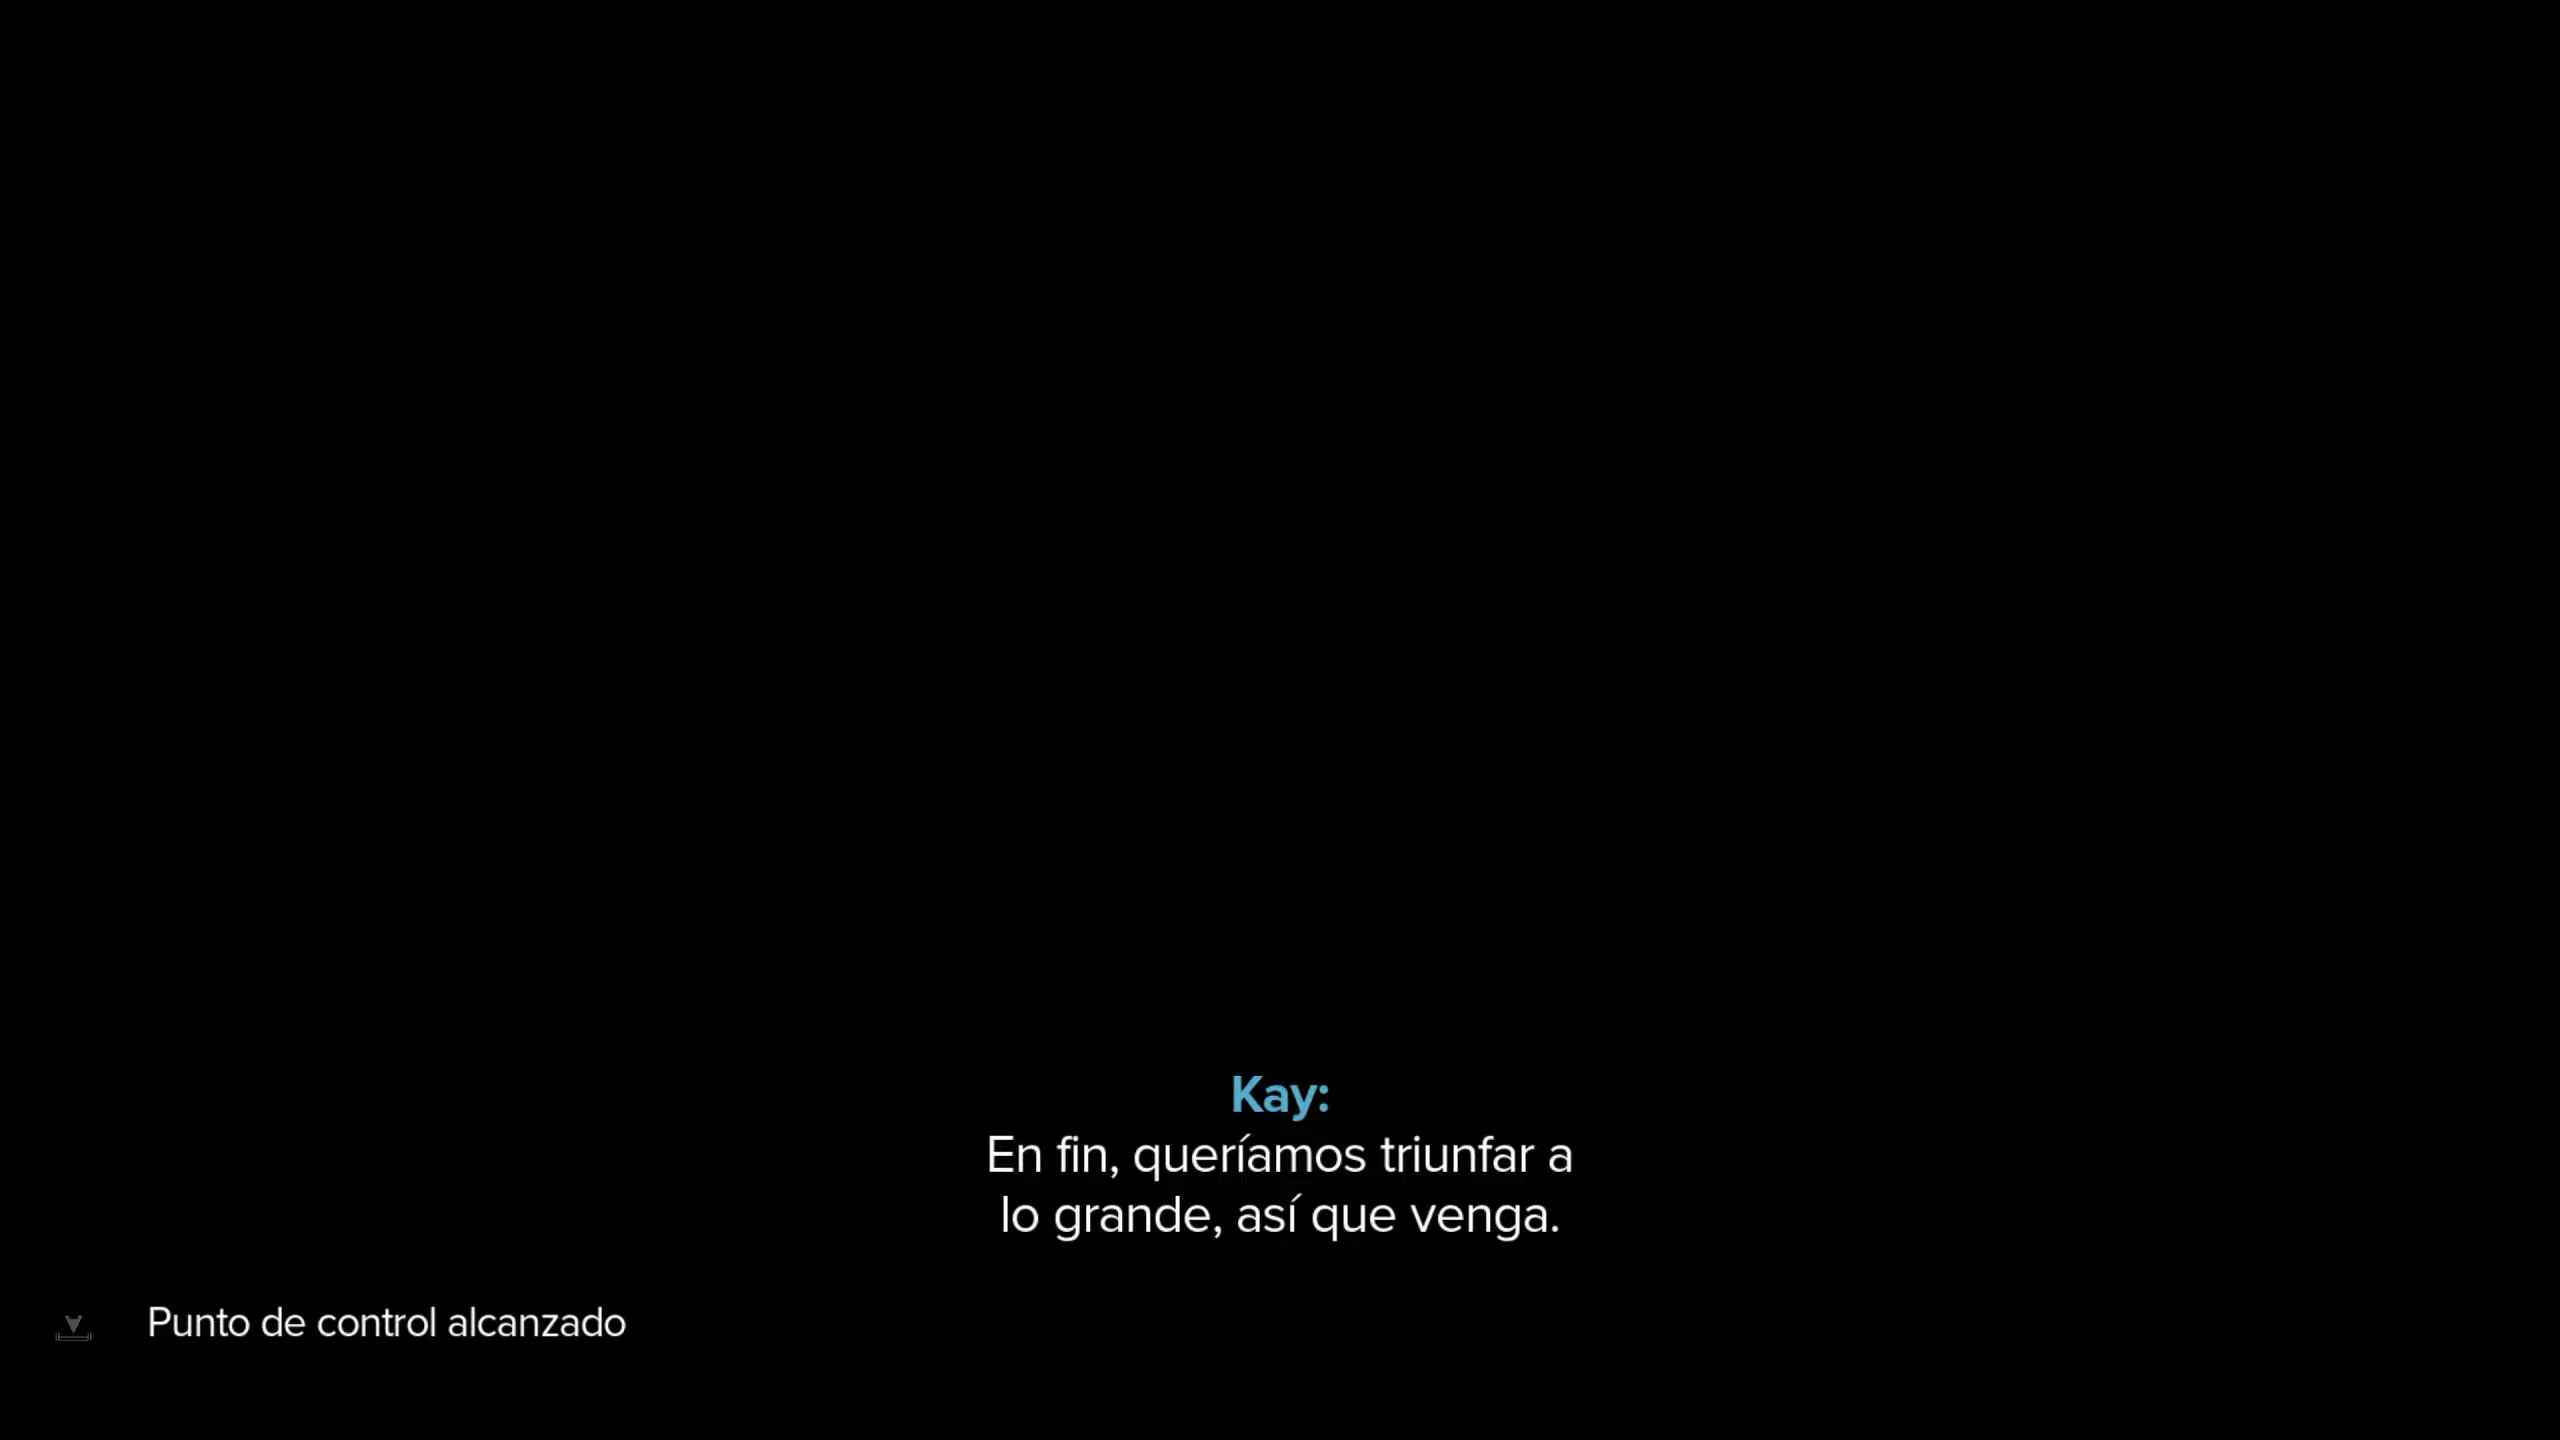 Kay:
En fin, queríamos triunfar a
lo grande, así que venga.
Punto de control alcanzado